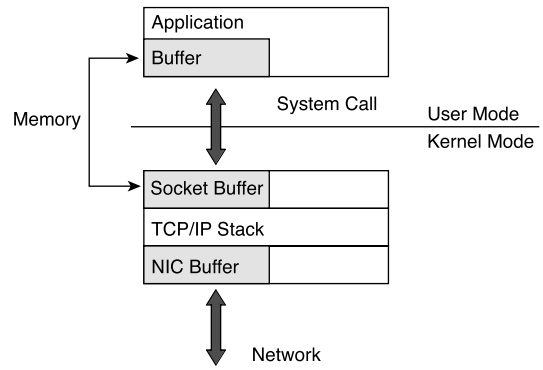 Application
Buffer
System Call
Memory
User Mode
Kernel Mode
Socket Buffer
TCP/IP Stack
NIC Buffer
Network